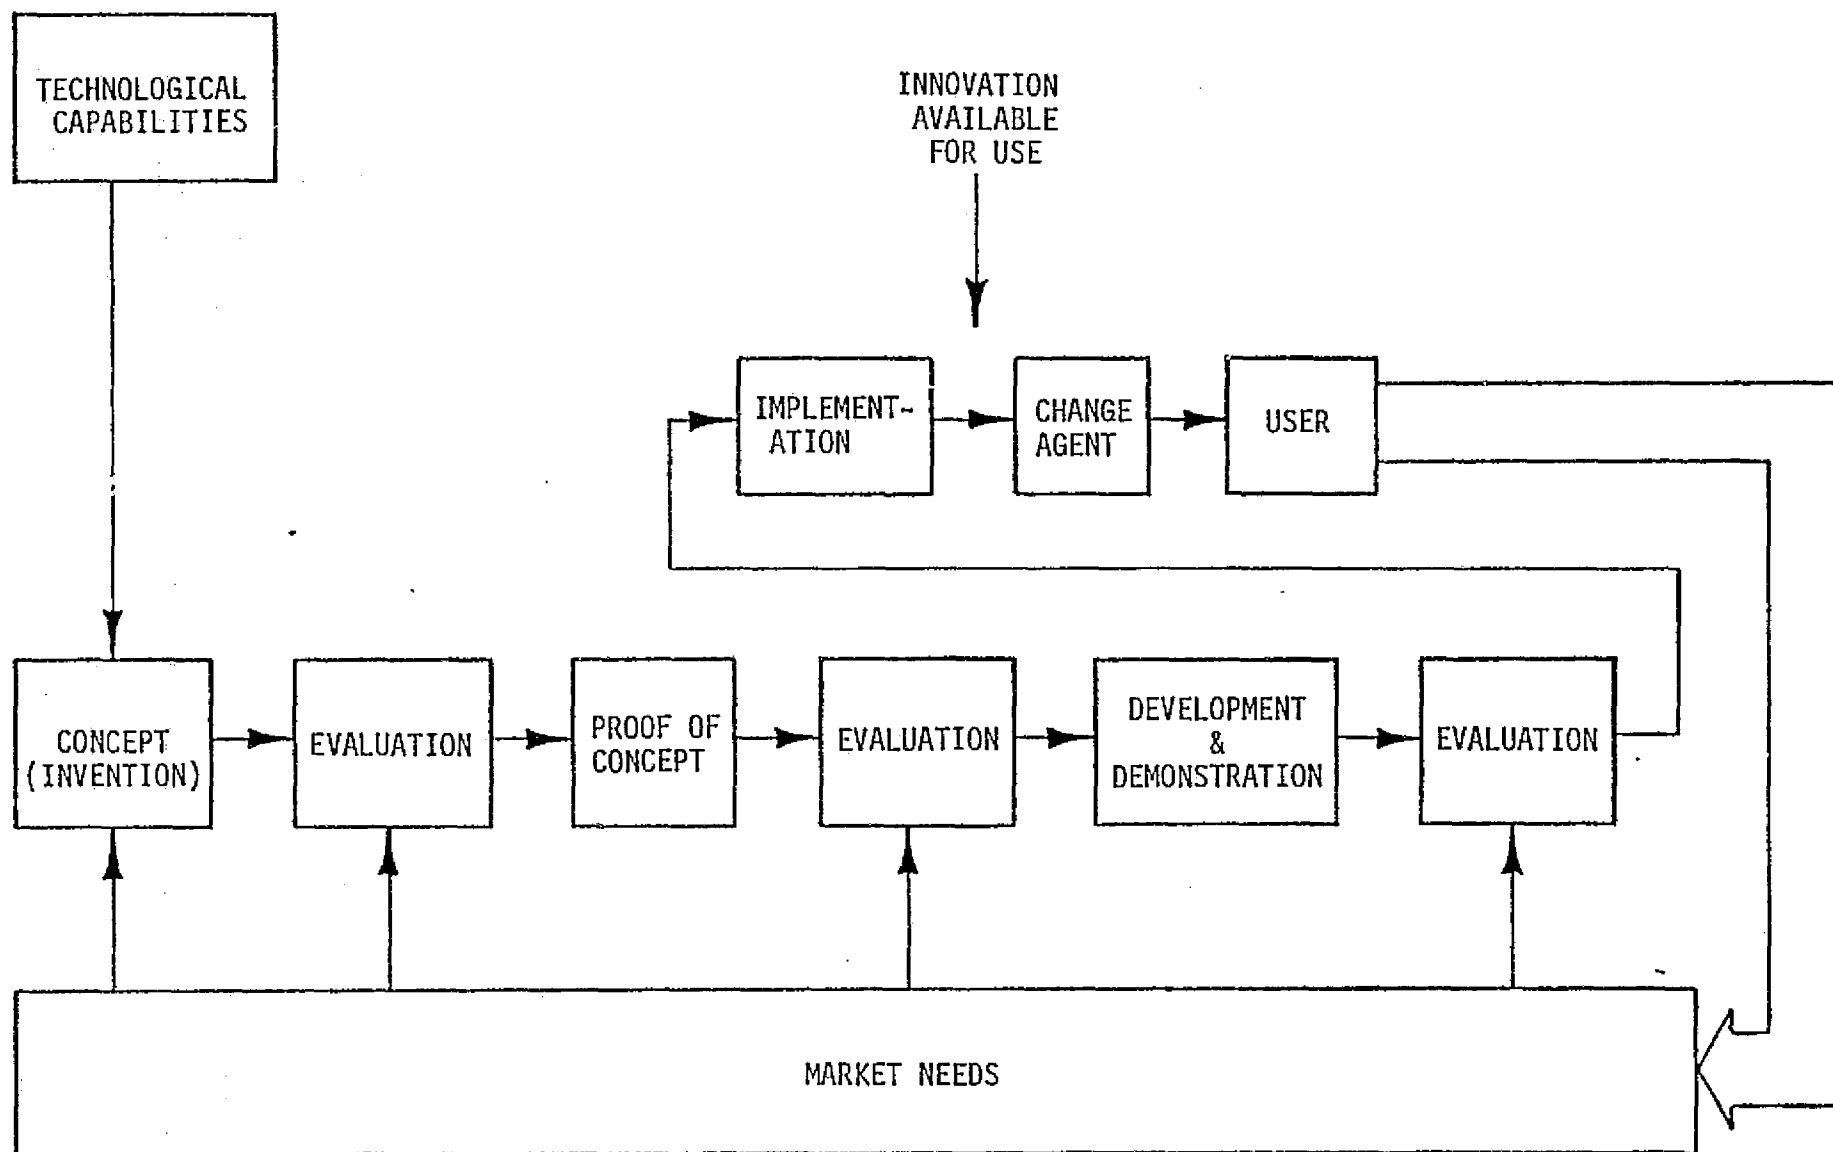 TECHNOLOGICAL
CAPABILITIES
INNOVATION
AVAILABLE
FOR USE
IMPLEMENT-
ATION
CHANGE
AGENT
USER
CONCEPT
(INVENTION)
EVALUATION
PROOF OF
CONCEPT
EVALUATION
DEVELOPMENT
&
DEMONSTRATION
EVALUATION
MARKET NEEDS